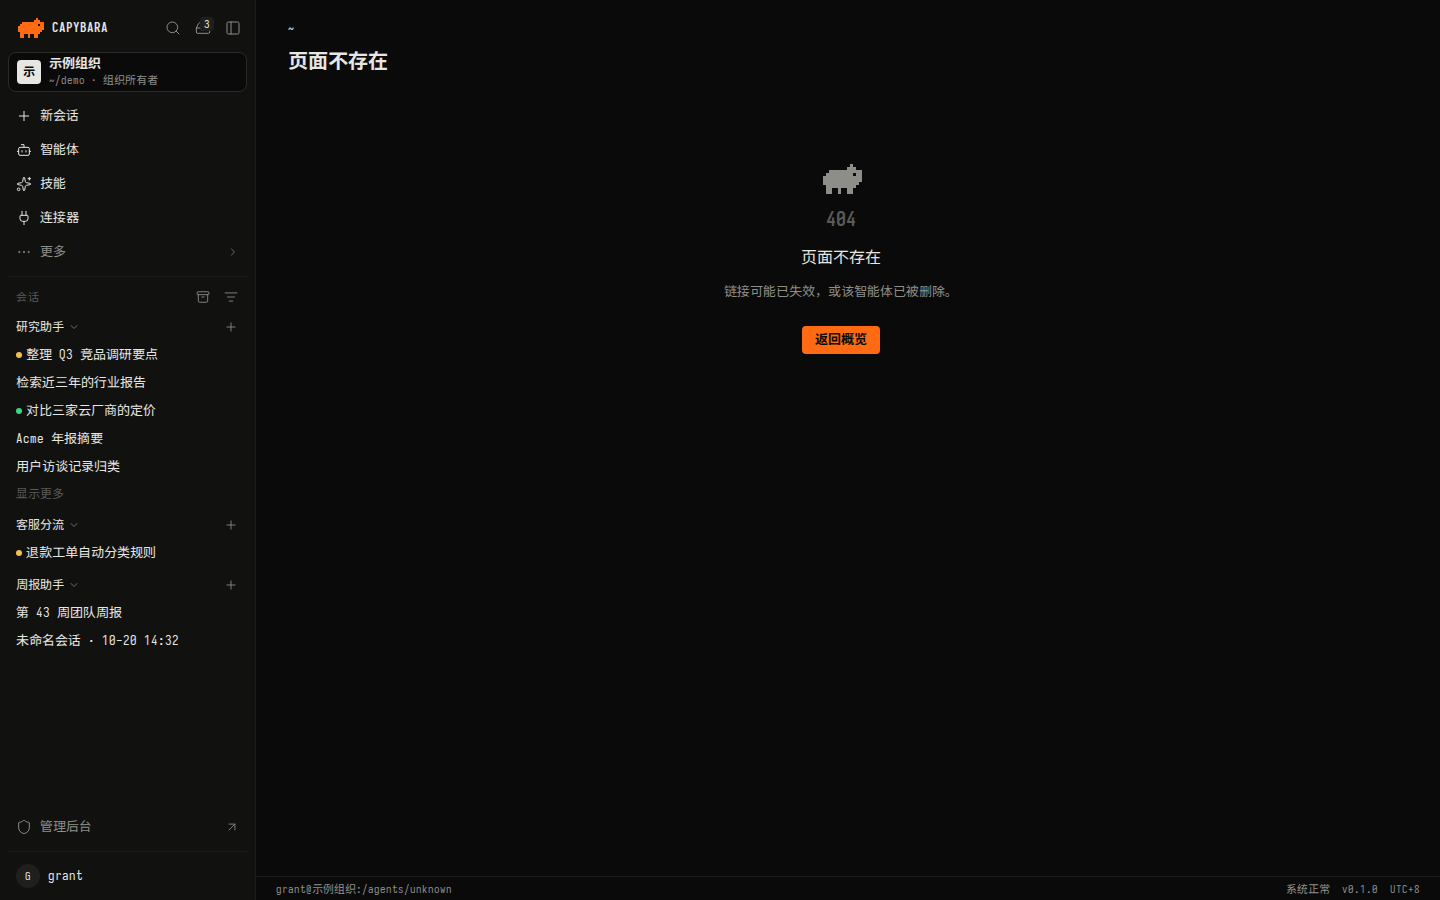 CAPYBARA
3
示 示例组织
~/demo · 组织所有者
新会话
智能体
技能
连接器
更多
会话
研究助手
整理 Q3 竞品调研要点
检索近三年的行业报告
对比三家云厂商的定价
Acme 年报摘要
用户访谈记录归类
显示更多
客服分流
退款工单自动分类规则
周报助手
第 43 周团队周报
未命名会话 · 10-20 14:32
管理后台
G grant
~
页面不存在
404
页面不存在
链接可能已失效，或该智能体已被删除。
返回概览
grant@示例组织:/agents/unknown
系统正常 v0.1.0 UTC+8